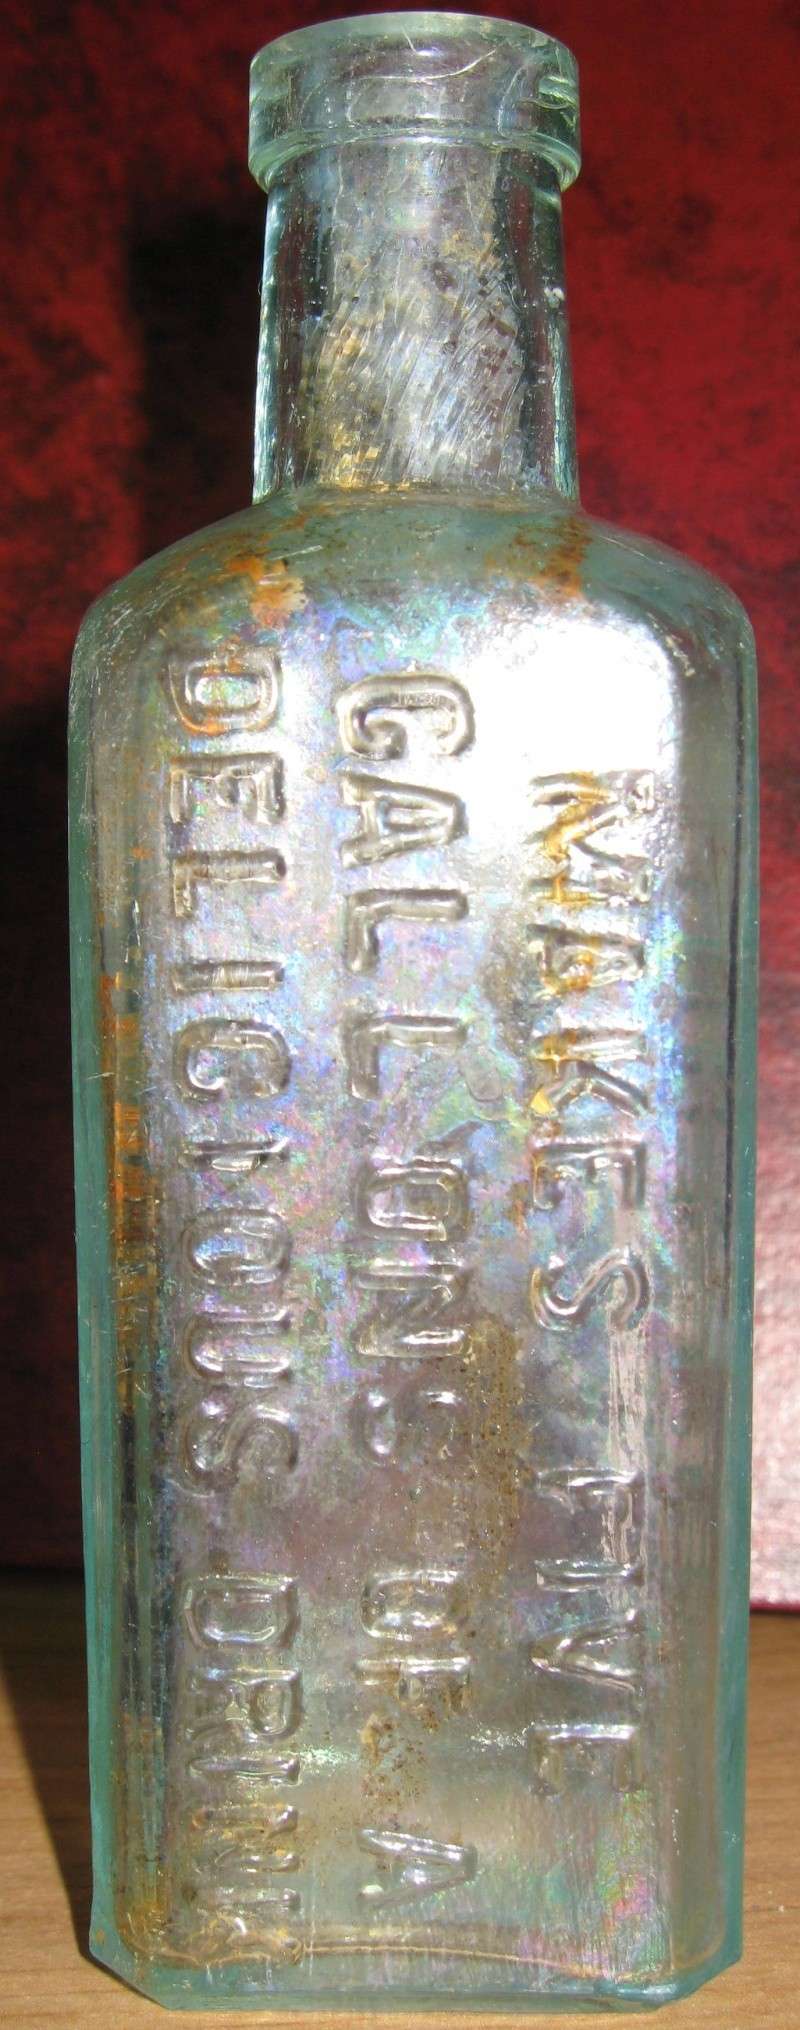 MAKES FIVE
GALLONS OF A
DELICIOUS DRINK